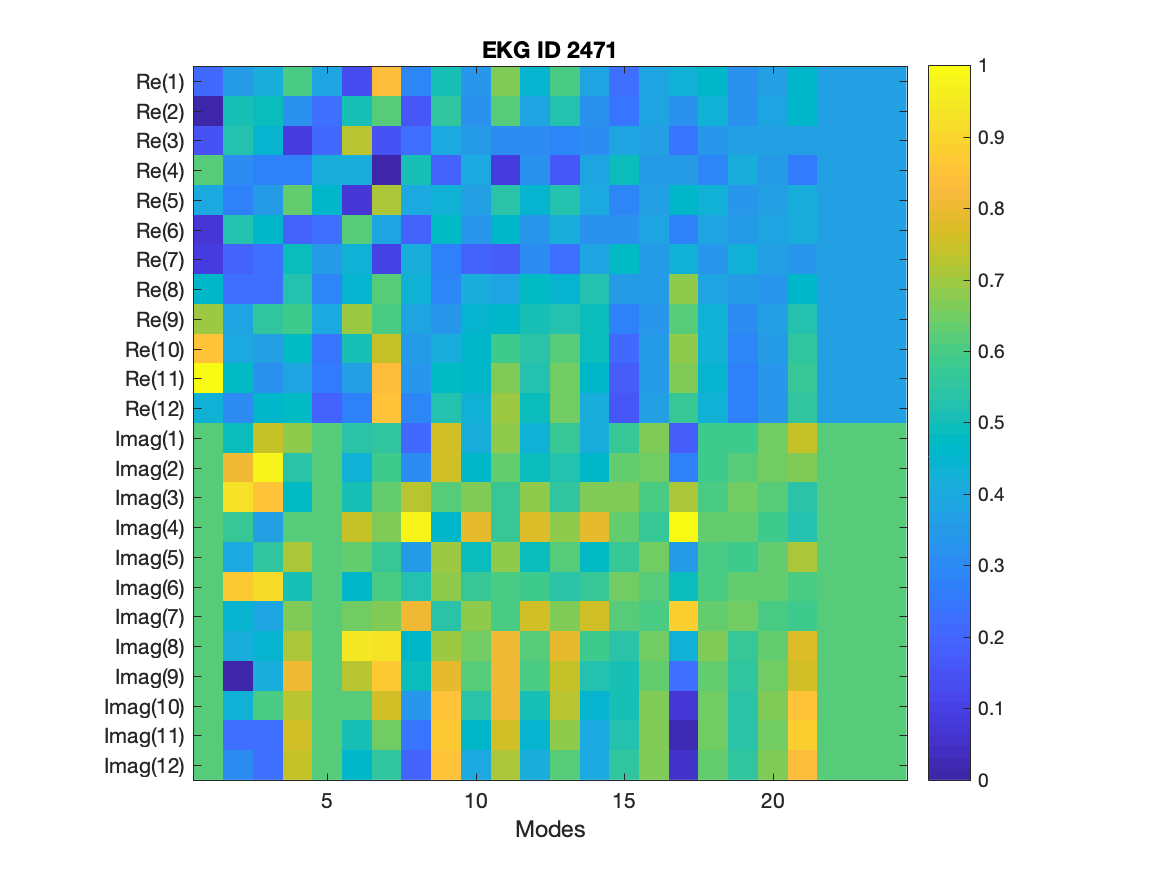 EKG ID 2471
Re(1)
Re(2)
Re(3)
Re(4)
Re(5)
Re(6)
Re(7)
Re(8)
Re(9)
Re(10)
Re(11)
Re(12)
Imag(1)
Imag(2)
Imag(3)
Imag(4)
Imag(5)
Imag(6)
Imag(7)
Imag(8)
Imag(9)
Imag(10)
Imag(11)
Imag(12)
5 10 15 20
Modes
1
0.9
0.8
0.7
0.6
0.5
0.4
0.3
0.2
0.1
0